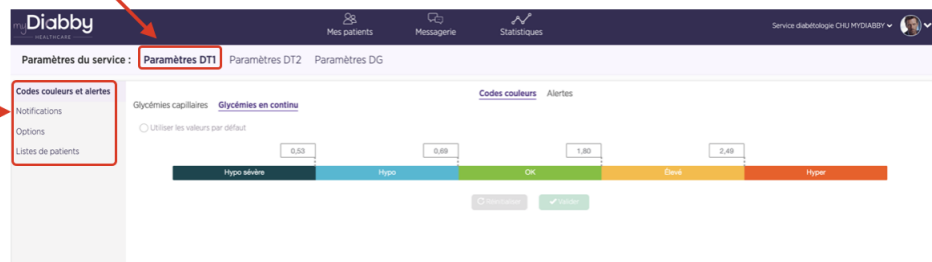 myDiabby
HEALTHCARE
Mes patients
Messagerie
Statistiques
Service diabétologie CHU MYDIABBY
Paramètres du service : Paramètres DT1 Paramètres DT2 Paramètres DG
Codes couleurs et alertes
Notifications
Options
Listes de patients
Codes couleurs Alertes
Glycémies capillaires Glycémies en continu
Utiliser les valeurs par défaut
0,53 0,69 1,80 2,49
Hypo sévère Hypo OK Élevé Hyper
Réinitialiser Valider